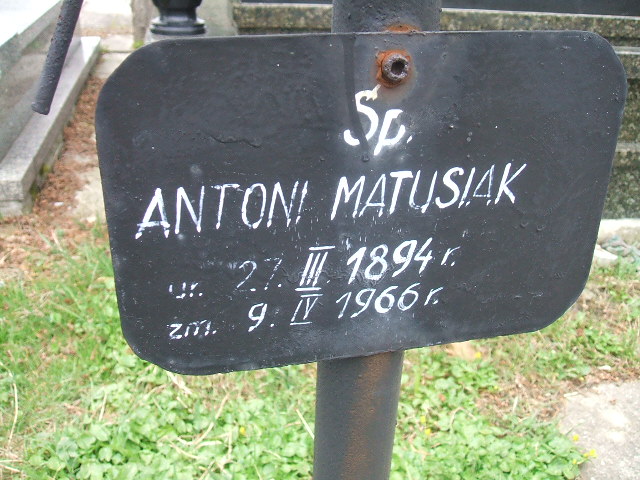 Śp.
ANTONI MATUSIAK
ur. 27. III. 1894 r.
zm. 9. IV 1966 r.